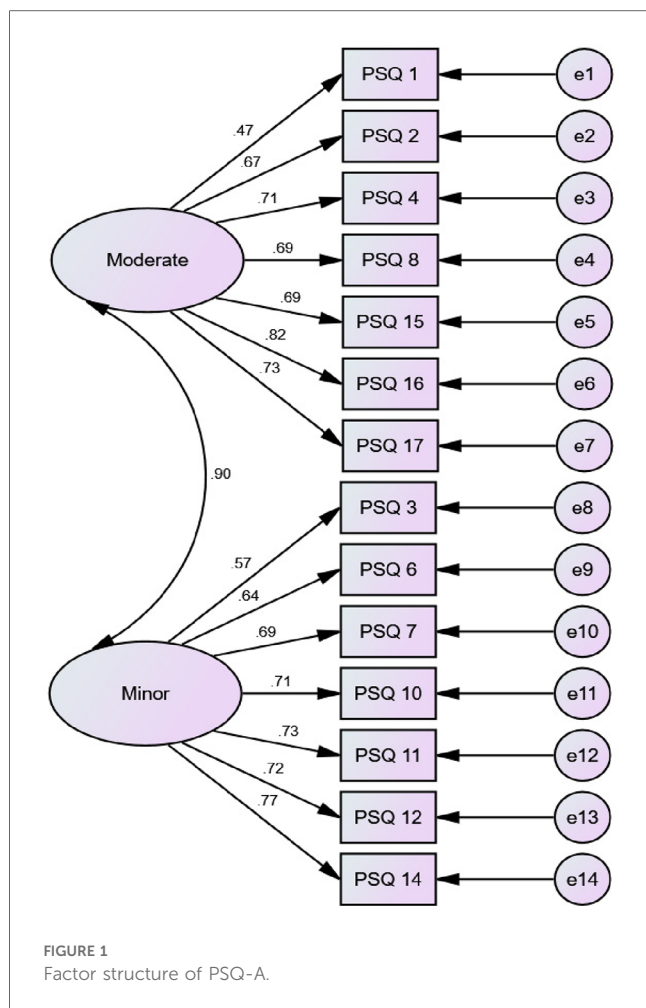 PSQ 1
e1
.47
PSQ 2
e2
.67
PSQ 4
e3
.71
Moderate
.69
PSQ 8
e4
.69
PSQ 15
e5
.82
PSQ 16
e6
.73
PSQ 17
e7
.90
PSQ 3
e8
.57
PSQ 6
e9
.64
PSQ 7
e10
.69
Minor
.71
PSQ 10
e11
.73
PSQ 11
e12
.72
PSQ 12
e13
.77
PSQ 14
e14
FIGURE 1
Factor structure of PSQ-A.